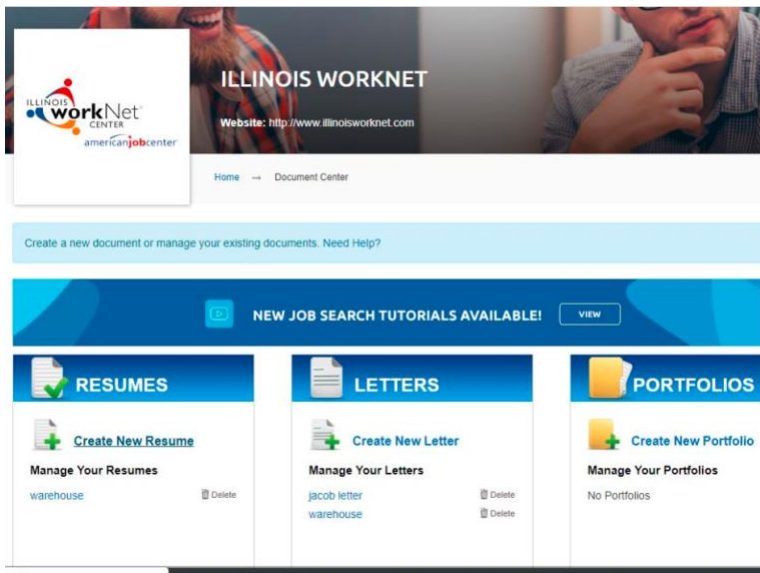 ILLINOIS WORKNET
Website: http://www.illinoisworknet.com
ILLINOIS
workNet
CENTER
americanjobcenter
Home → Document Center
Create a new document or manage your existing documents. Need Help?
NEW JOB SEARCH TUTORIALS AVAILABLE! VIEW
RESUMES
Create New Resume
Manage Your Resumes
warehouse Delete
LETTERS
Create New Letter
Manage Your Letters
jacob letter Delete
warehouse Delete
PORTFOLIOS
Create New Portfolio
Manage Your Portfolios
No Portfolios